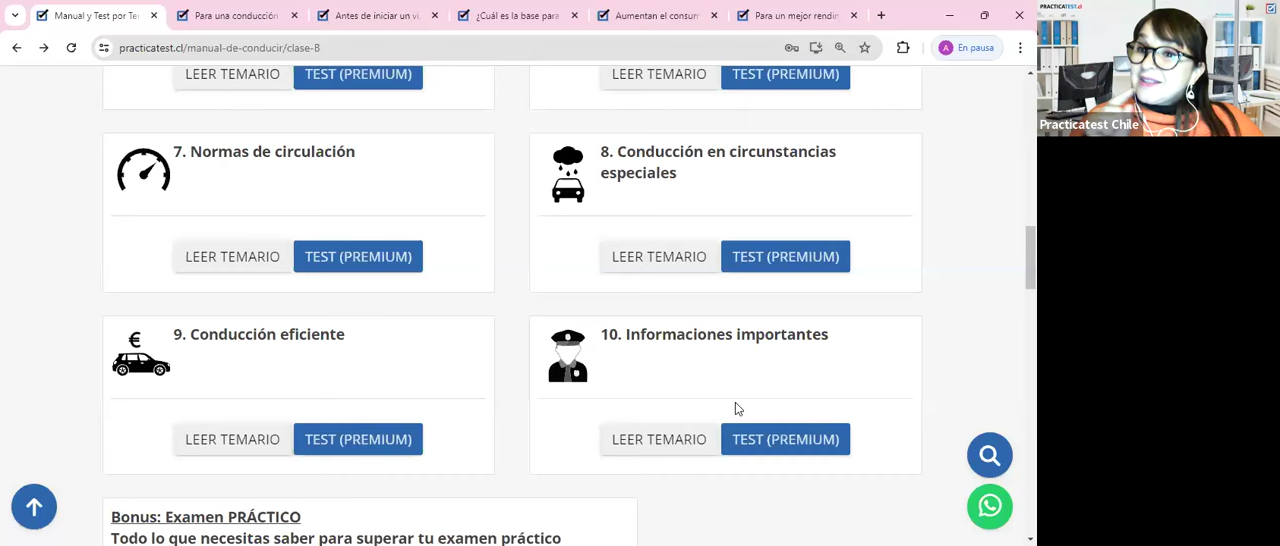 Manual y Test por Te
Para una conducción
Antes de iniciar un vi
¿Cuál es la base para
Aumentan el consum
Para un mejor rendin
practicatest.cl/manual-de-conducir/clase-B
A En pausa
PRACTICATEST.cl
Practicatest Chile
LEER TEMARIO TEST (PREMIUM)
LEER TEMARIO TEST (PREMIUM)
7. Normas de circulación
LEER TEMARIO TEST (PREMIUM)
8. Conducción en circunstancias
especiales
LEER TEMARIO TEST (PREMIUM)
€
9. Conducción eficiente
LEER TEMARIO TEST (PREMIUM)
10. Informaciones importantes
LEER TEMARIO TEST (PREMIUM)
Bonus: Examen PRÁCTICO
Todo lo que necesitas saber para superar tu examen práctico